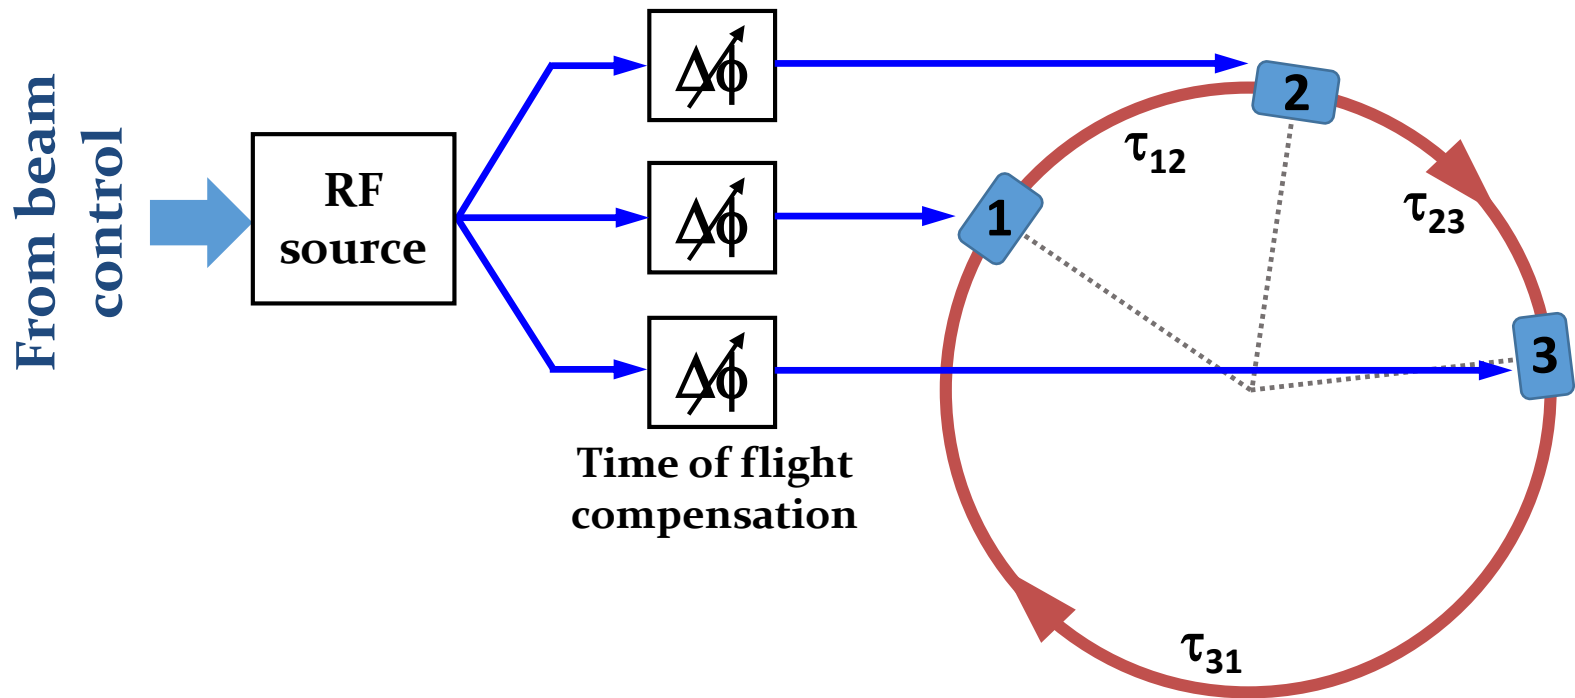 From beam
control
RF
source
Δϕ
Δϕ
Δϕ
Time of flight
compensation
1
2
3
τ12
τ23
τ31